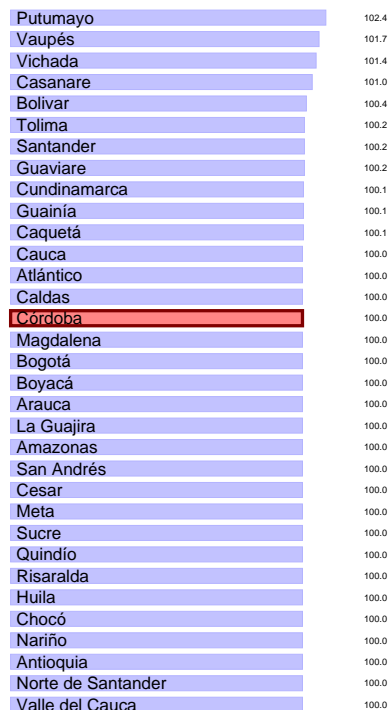 Putumayo 102.4
Vaupés 101.7
Vichada 101.4
Casanare 101.0
Bolivar 100.4
Tolima 100.2
Santander 100.2
Guaviare 100.2
Cundinamarca 100.1
Guainía 100.1
Caquetá 100.1
Cauca 100.0
Atlántico 100.0
Caldas 100.0
Córdoba 100.0
Magdalena 100.0
Bogotá 100.0
Boyacá 100.0
Arauca 100.0
La Guajira 100.0
Amazonas 100.0
San Andrés 100.0
Cesar 100.0
Meta 100.0
Sucre 100.0
Quindío 100.0
Risaralda 100.0
Huila 100.0
Chocó 100.0
Nariño 100.0
Antioquia 100.0
Norte de Santander 100.0
Valle del Cauca 100.0